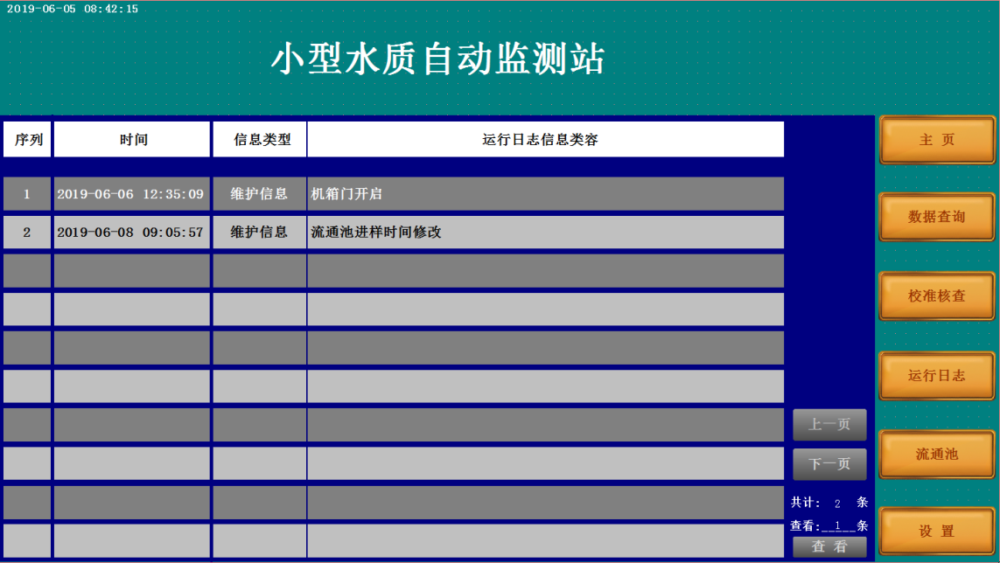 2019-06-05 08:42:15
小型水质自动监测站
序列 时间 信息类型 运行日志信息类容
主 页
1 2019-06-06 12:35:09 维护信息 机箱门开启
数据查询
2 2019-06-08 09:05:57 维护信息 流通池进样时间修改
校准核查
运行日志
上一页
流通池
下一页
共计: 2 条
查看:__1__条
设 置
查 看